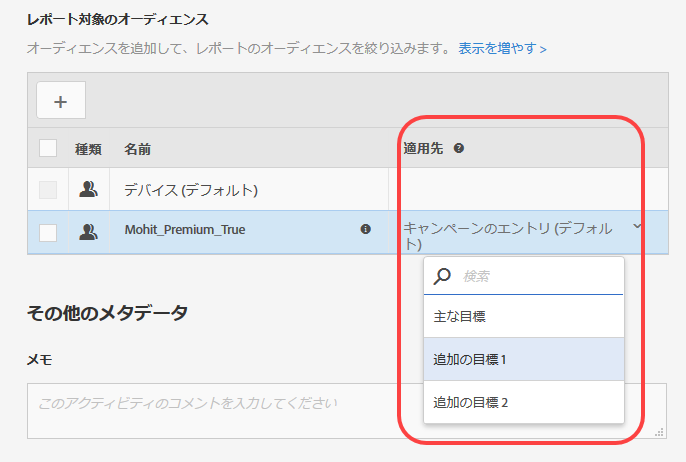 レポート対象のオーディエンス
オーディエンスを追加して、レポートのオーディエンスを絞り込みます。 表示を増やす >
+
種類 名前 適用先 ?
デバイス (デフォルト)
Mohit_Premium_True キャンペーンのエントリ (デフォル
ト)
検索
主な目標
追加の目標 1
追加の目標 2
その他のメタデータ
メモ
このアクティビティのコメントを入力してください